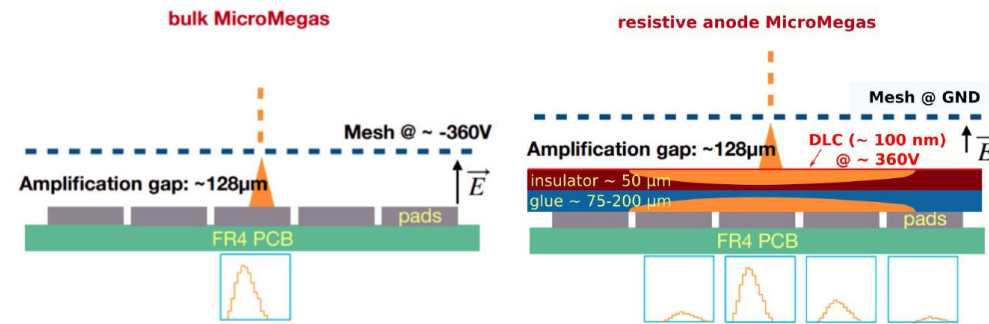 bulk MicroMegas
Mesh @ ~ -360V
Amplification gap: ~128μm
E
pads
FR4 PCB
resistive anode MicroMegas
Mesh @ GND
DLC (~ 100 nm)
@ ~ 360V
Amplification gap: ~128μm
E
insulator ~ 50 μm
glue ~ 75-200 μm
pads
FR4 PCB